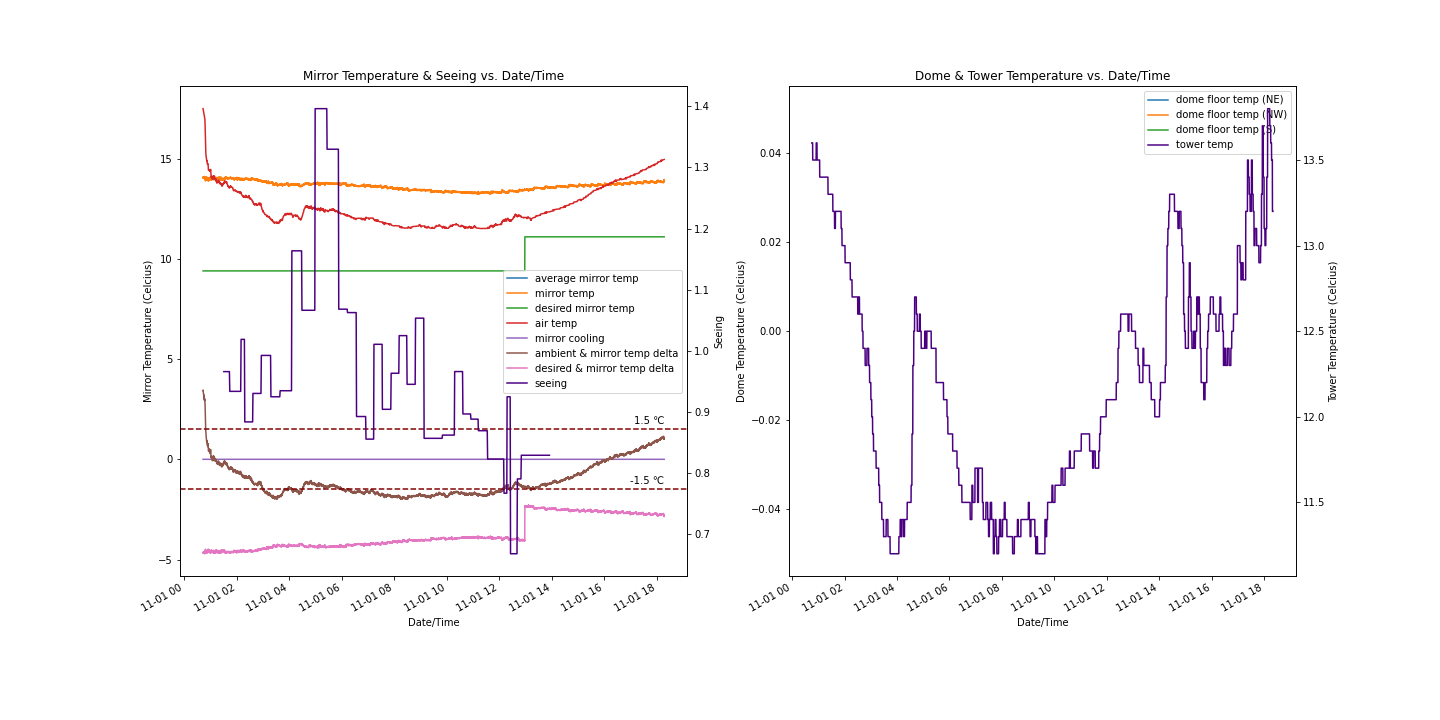 Mirror Temperature & Seeing vs. Date/Time
Mirror Temperature (Celcius)
15
10
5
0
−5
1.4
1.3
1.2
1.1
1.0
0.9
0.8
0.7
Seeing
average mirror temp
mirror temp
desired mirror temp
air temp
mirror cooling
ambient & mirror temp delta
desired & mirror temp delta
seeing
1.5 °C
-1.5 °C
11-01 00
11-01 02
11-01 04
11-01 06
11-01 08
11-01 10
11-01 12
11-01 14
11-01 16
11-01 18
Date/Time
Dome & Tower Temperature vs. Date/Time
Dome Temperature (Celcius)
0.04
0.02
0.00
−0.02
−0.04
dome floor temp (NE)
dome floor temp (NW)
dome floor temp (S)
tower temp
13.5
13.0
12.5
12.0
11.5
Tower Temperature (Celcius)
11-01 00
11-01 02
11-01 04
11-01 06
11-01 08
11-01 10
11-01 12
11-01 14
11-01 16
11-01 18
Date/Time